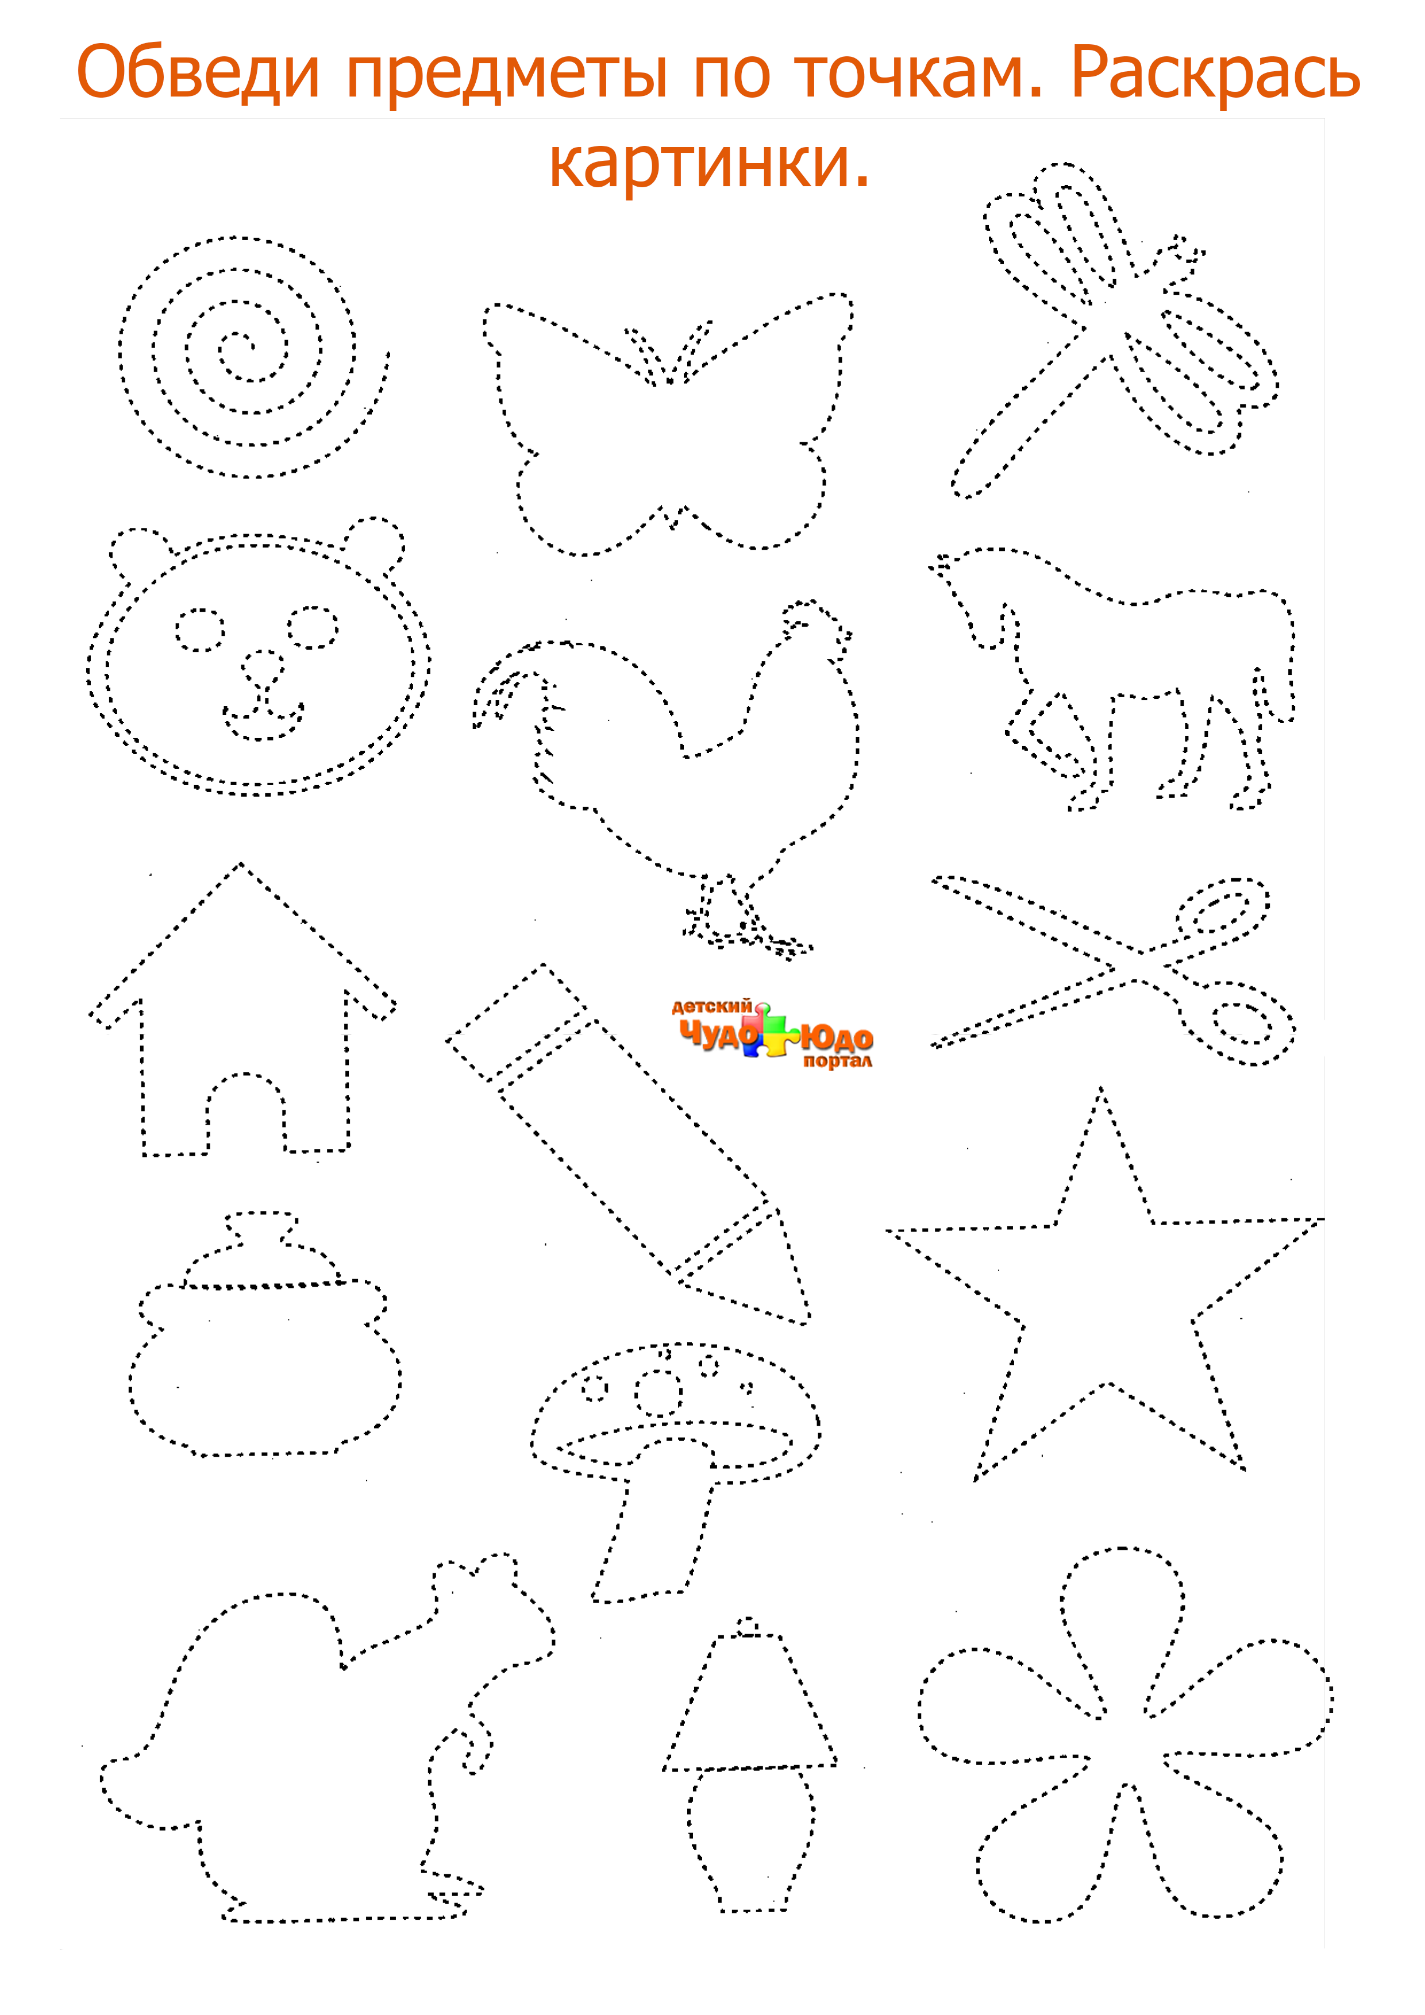 Обведи предметы по точкам. Раскрась
картинки.
детский
Чудо Юдо
портал